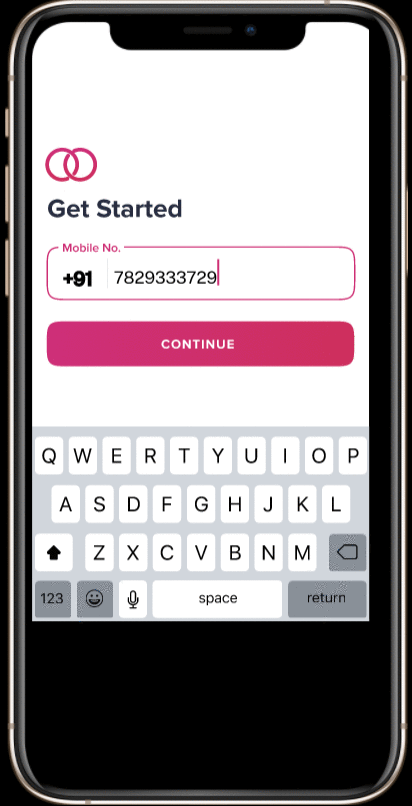 Get Started
Mobile No.
+91 7829333729
CONTINUE
Q W E R T Y U I O P
A S D F G H J K L
Z X C V B N M
123 space return